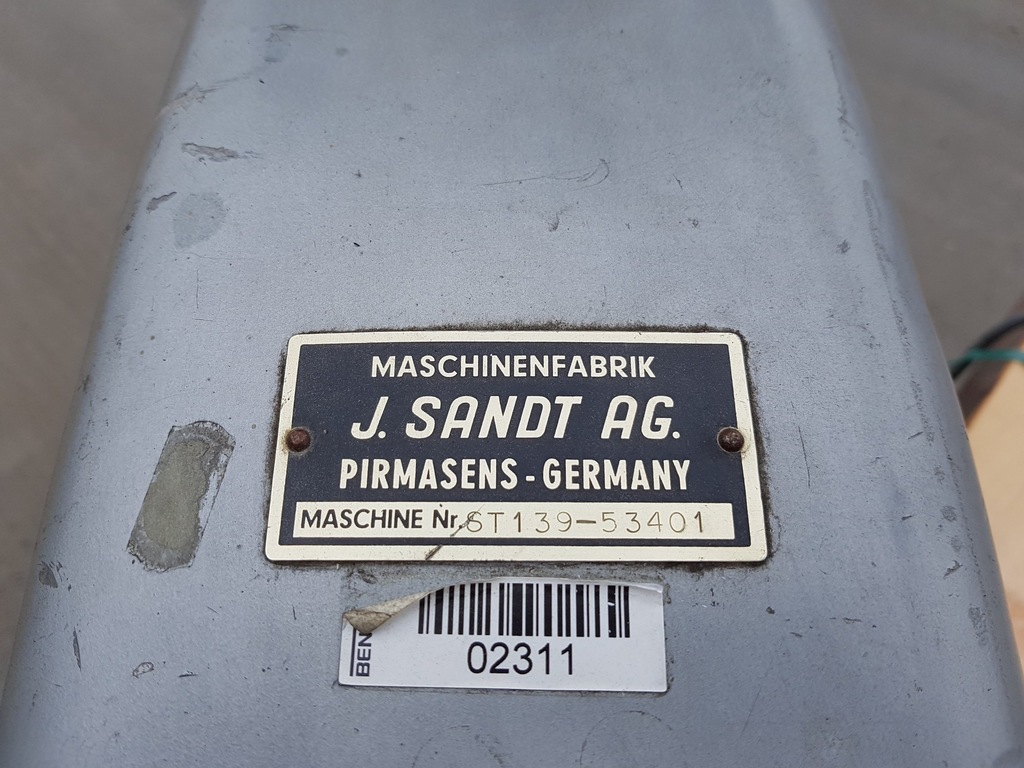 MASCHINENFABRIK
J. SANDT AG.
PIRMASENS - GERMANY
MASCHINE Nr. ST139-53401
02311